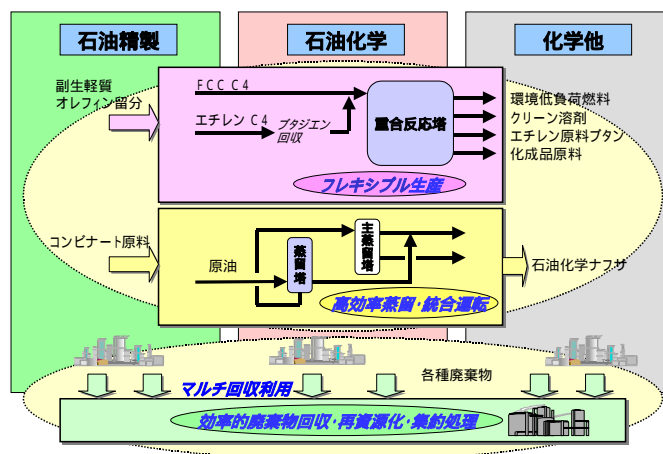 石油精製
石油化学
化学他
副生軽質
オレフィン留分
FCC C4
エチレン C4
ブタジエン
回収
重合反応塔
環境低負荷燃料
クリーン溶剤
エチレン原料ブタン
化成品原料
フレキシブル生産
コンビナート原料
原油
蒸留塔
主蒸留塔
石油化学ナフサ
高効率蒸留・統合運転
各種廃棄物
マルチ回収利用
効率的廃棄物回収・再資源化・集約処理